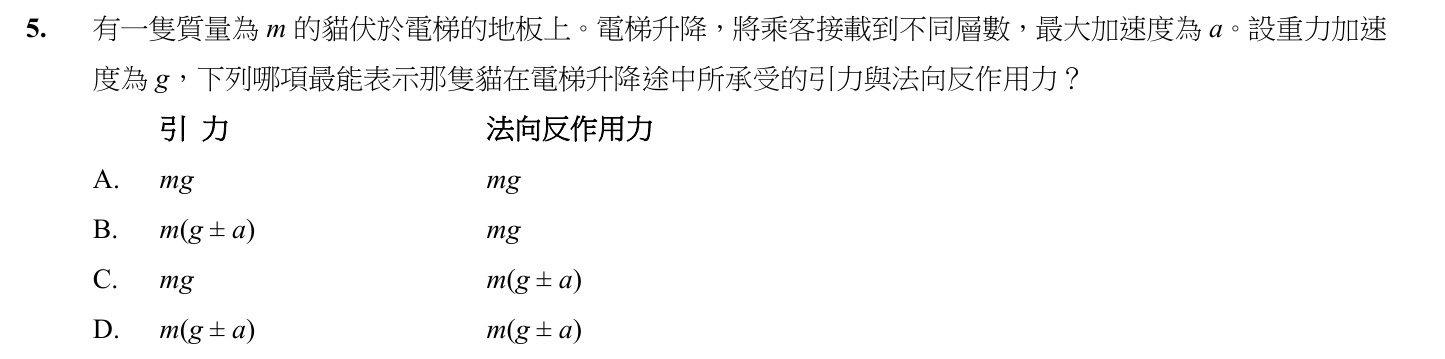 5. 有一隻質量為 m 的貓伏於電梯的地板上。電梯升降，將乘客接載到不同層數，最大加速度為 a。設重力加速
度為 g，下列哪項最能表示那隻貓在電梯升降途中所承受的引力與法向反作用力？
引 力 法向反作用力
A. mg mg
B. m(g ± a) mg
C. mg m(g ± a)
D. m(g ± a) m(g ± a)